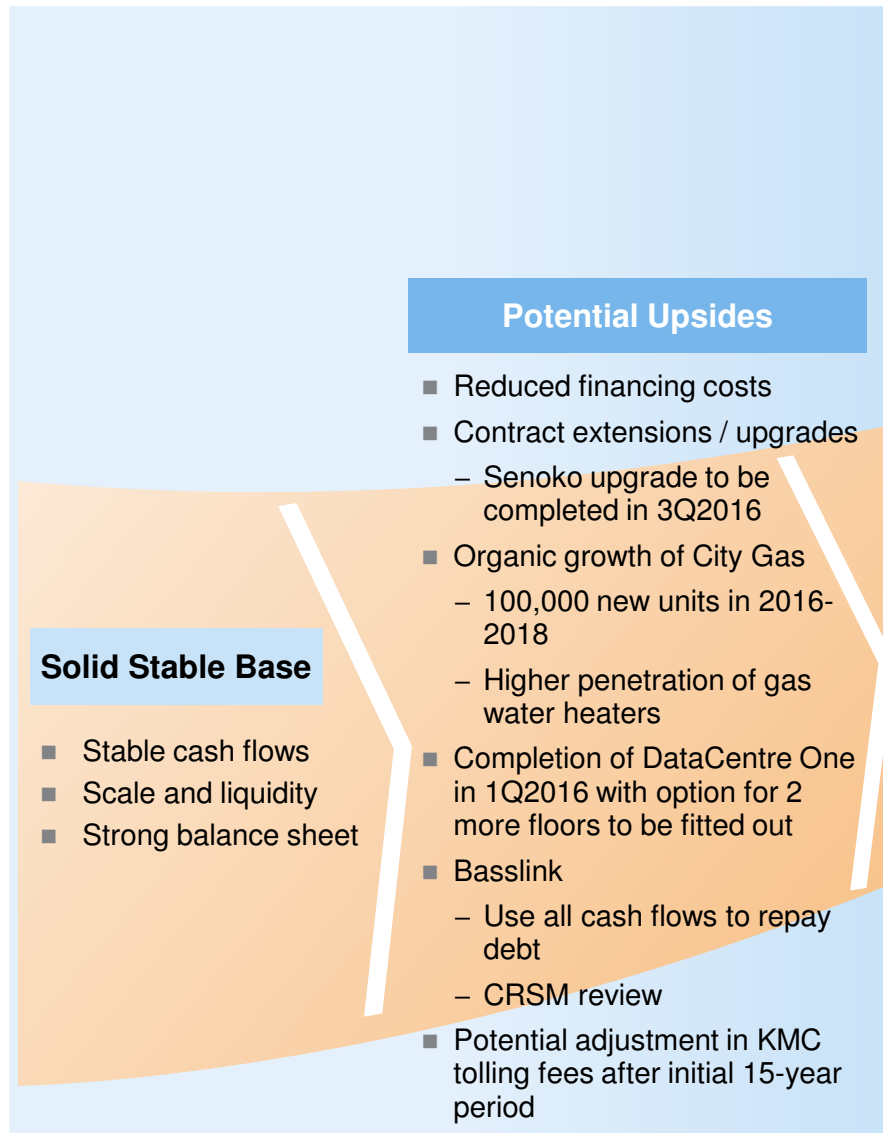 Potential Upsides
■ Reduced financing costs
■ Contract extensions / upgrades
– Senoko upgrade to be
completed in 3Q2016
■ Organic growth of City Gas
– 100,000 new units in 2016-
2018
– Higher penetration of gas
water heaters
■ Completion of DataCentre One
in 1Q2016 with option for 2
more floors to be fitted out
■ Basslink
– Use all cash flows to repay
debt
– CRSM review
■ Potential adjustment in KMC
tolling fees after initial 15-year
period
Solid Stable Base
■ Stable cash flows
■ Scale and liquidity
■ Strong balance sheet